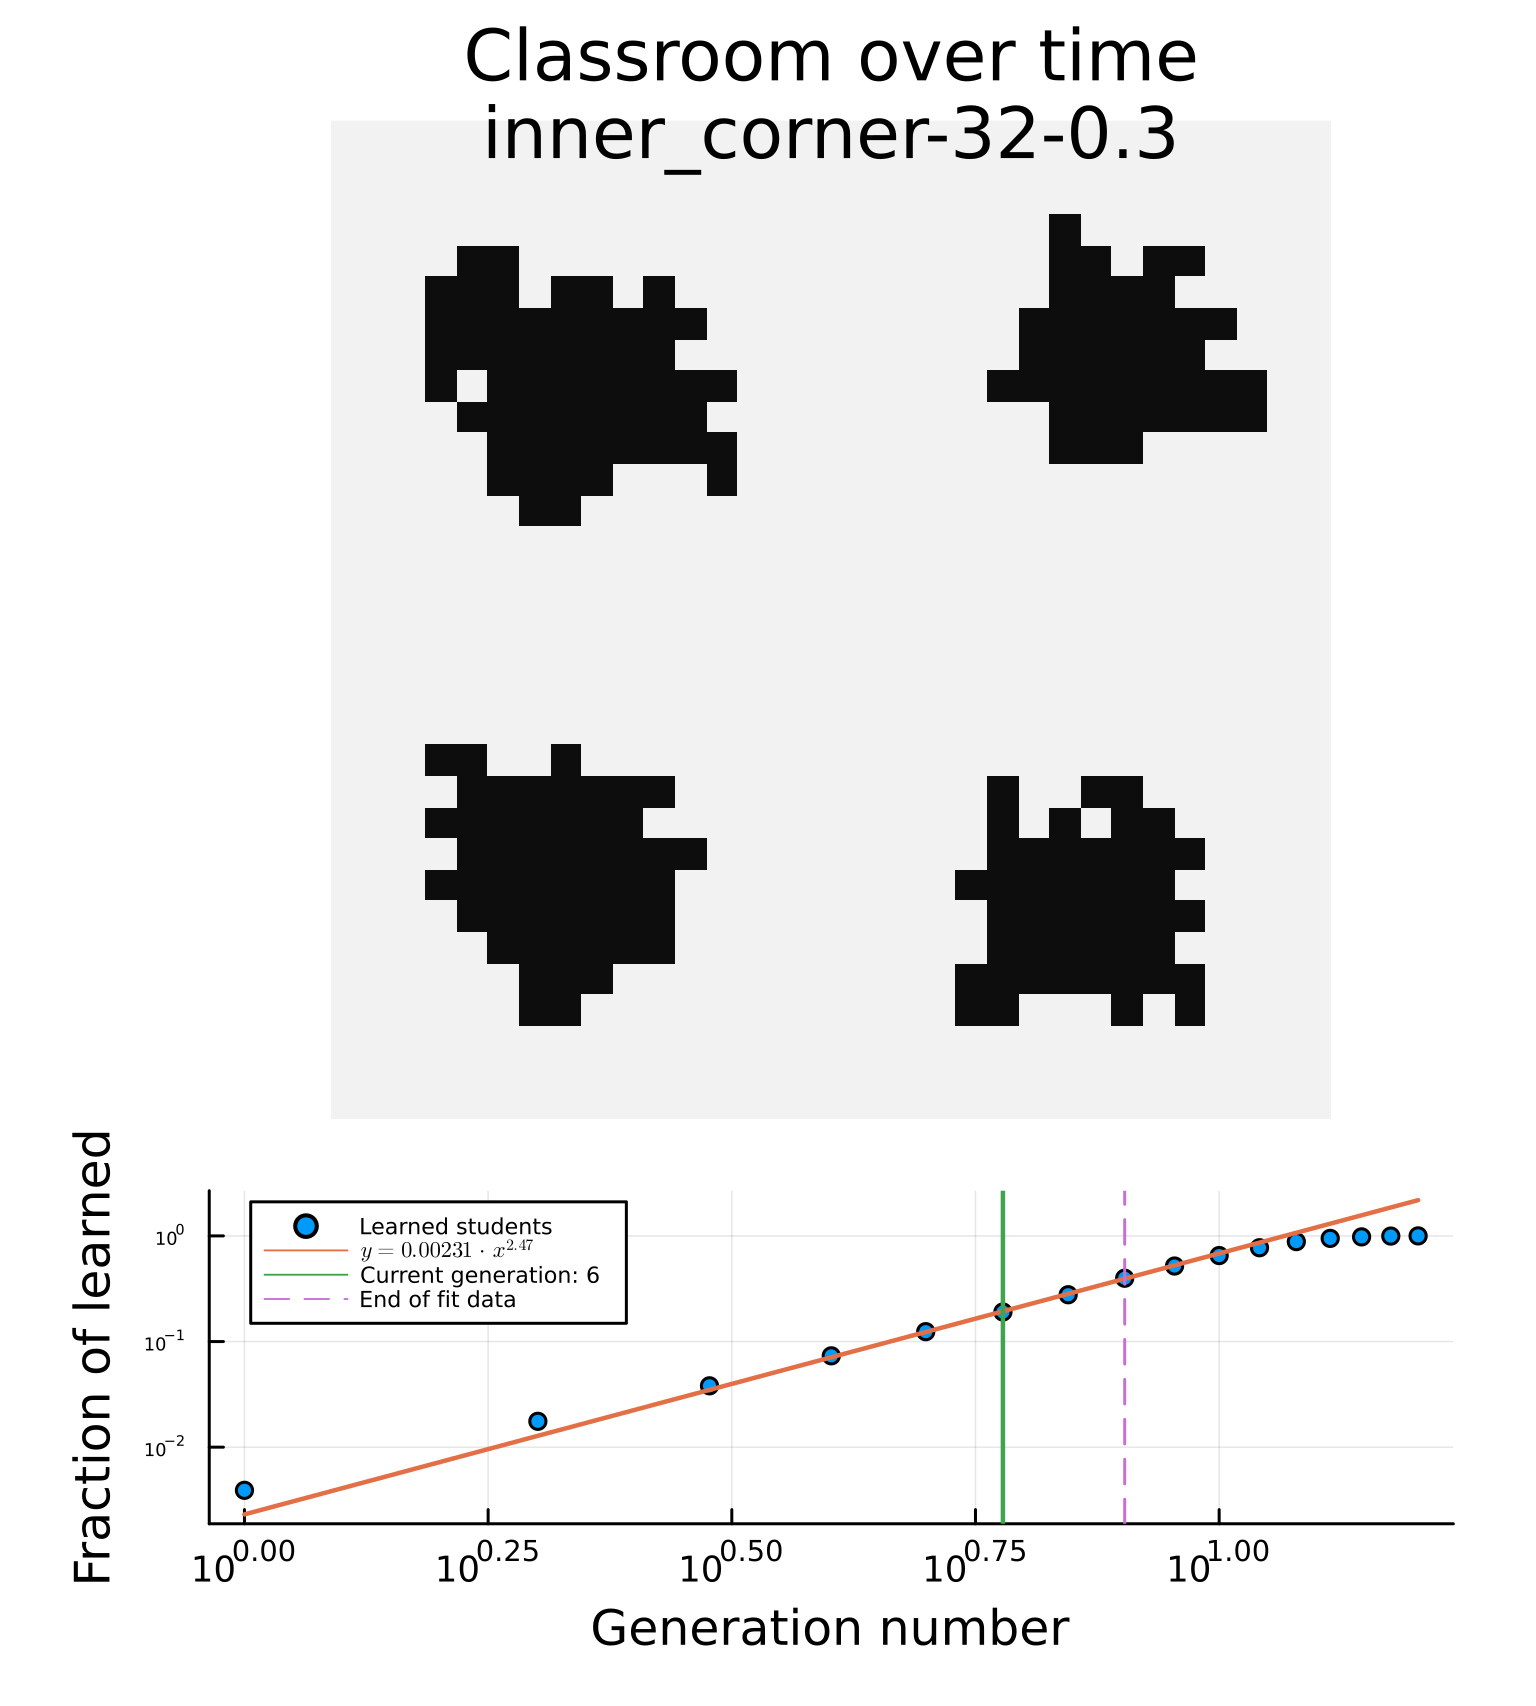 Classroom over time
inner_corner-32-0.3
Fraction of learned
10^0
10^-1
10^-2
Learned students
y = 0.00231 · x^2.47
Current generation: 6
End of fit data
10^0.00 10^0.25 10^0.50 10^0.75 10^1.00
Generation number